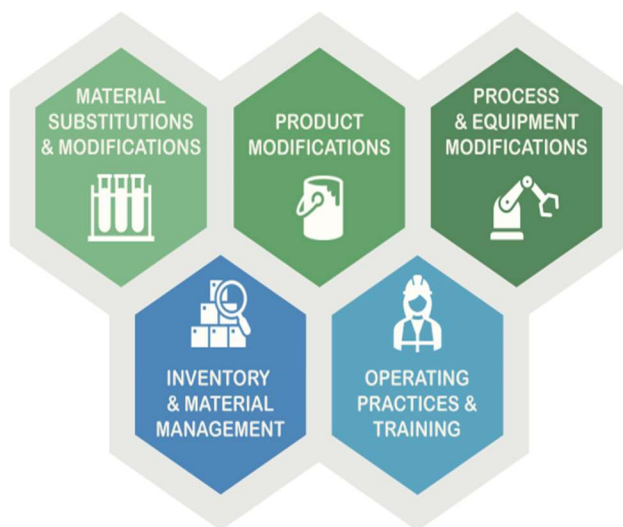 MATERIAL
SUBSTITUTIONS
& MODIFICATIONS
PRODUCT
MODIFICATIONS
PROCESS
& EQUIPMENT
MODIFICATIONS
INVENTORY
& MATERIAL
MANAGEMENT
OPERATING
PRACTICES &
TRAINING